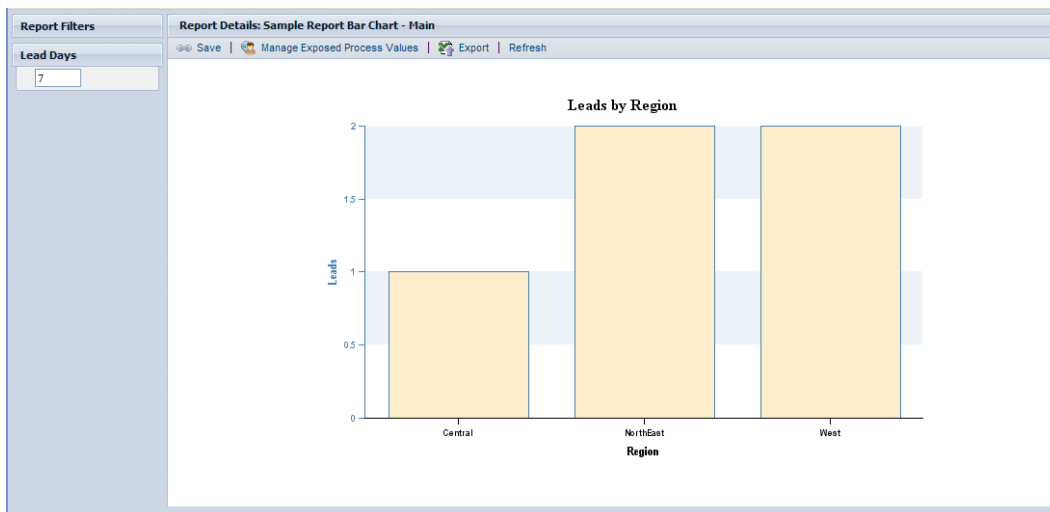 Report Filters
Lead Days
7
Report Details: Sample Report Bar Chart - Main
Save | Manage Exposed Process Values | Export | Refresh
Leads by Region
2
1.5
1
0.5
0
Leads
Central NorthEast West
Region